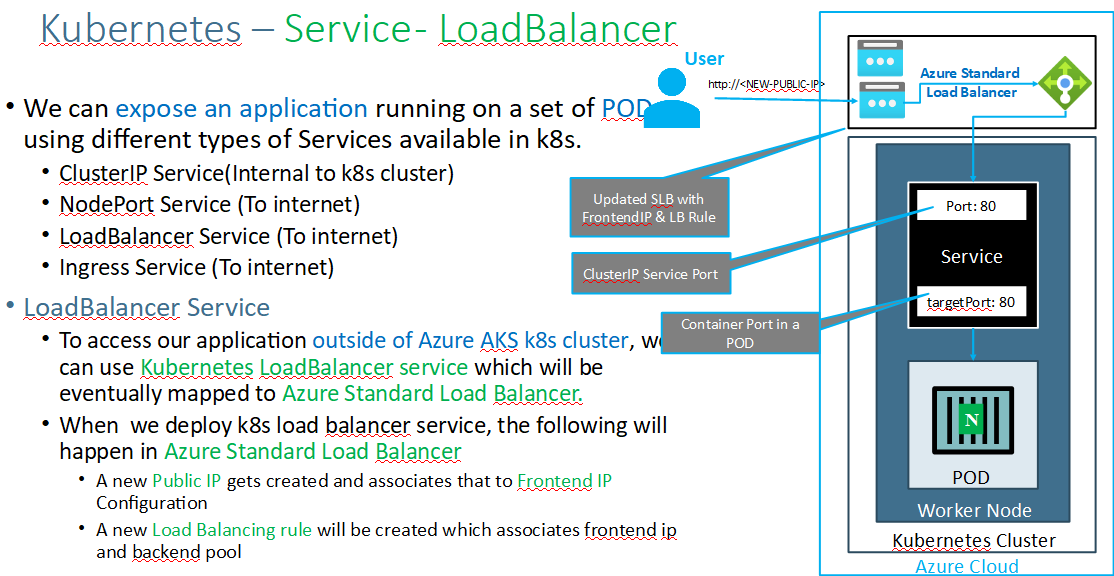 Kubernetes – Service- LoadBalancer
• We can expose an application running on a set of POD
using different types of Services available in k8s.
• ClusterIP Service(Internal to k8s cluster)
• NodePort Service (To internet)
• LoadBalancer Service (To internet)
• Ingress Service (To internet)
• LoadBalancer Service
• To access our application outside of Azure AKS k8s cluster, we
can use Kubernetes LoadBalancer service which will be
eventually mapped to Azure Standard Load Balancer.
• When we deploy k8s load balancer service, the following will
happen in Azure Standard Load Balancer
• A new Public IP gets created and associates that to Frontend IP
Configuration
• A new Load Balancing rule will be created which associates frontend ip
and backend pool
User
http://<NEW-PUBLIC-IP>
Azure Standard
Load Balancer
Updated SLB with
FrontendIP & LB Rule
ClusterIP Service Port
Container Port in a
POD
Port: 80
Service
targetPort: 80
N
POD
Worker Node
Kubernetes Cluster
Azure Cloud